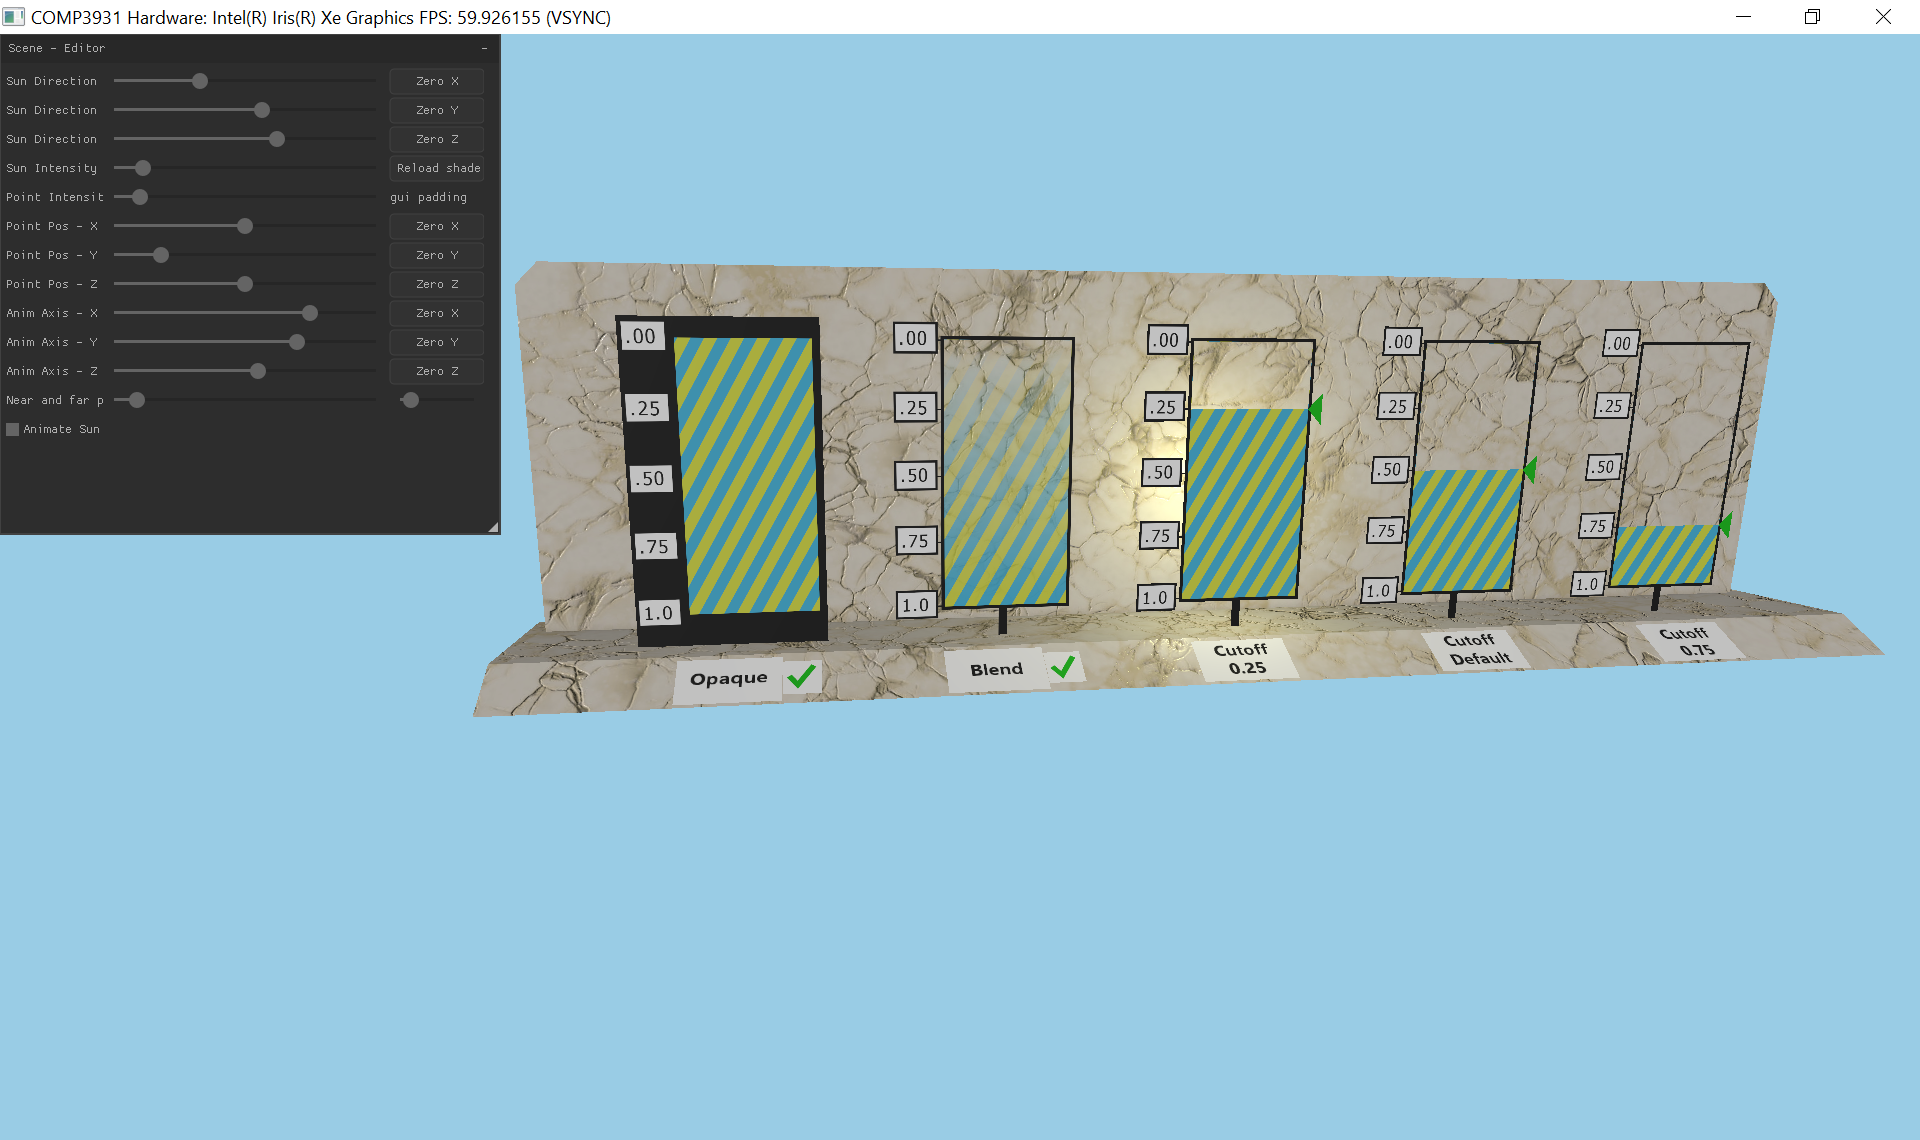 COMP3931 Hardware: Intel(R) Iris(R) Xe Graphics FPS: 59.926155 (VSYNC)
Scene - Editor
Sun Direction Zero X
Sun Direction Zero Y
Sun Direction Zero Z
Sun Intensity Reload shade
Point Intensit gui padding
Point Pos - X Zero X
Point Pos - Y Zero Y
Point Pos - Z Zero Z
Anim Axis - X Zero X
Anim Axis - Y Zero Y
Anim Axis - Z Zero Z
Near and far p
Animate Sun
.00
.25
.50
.75
1.0
Opaque
.00
.25
.50
.75
1.0
Blend
.00
.25
.50
.75
1.0
Cutoff
0.25
.00
.25
.50
.75
1.0
Cutoff
Default
.00
.25
.50
.75
1.0
Cutoff
0.75